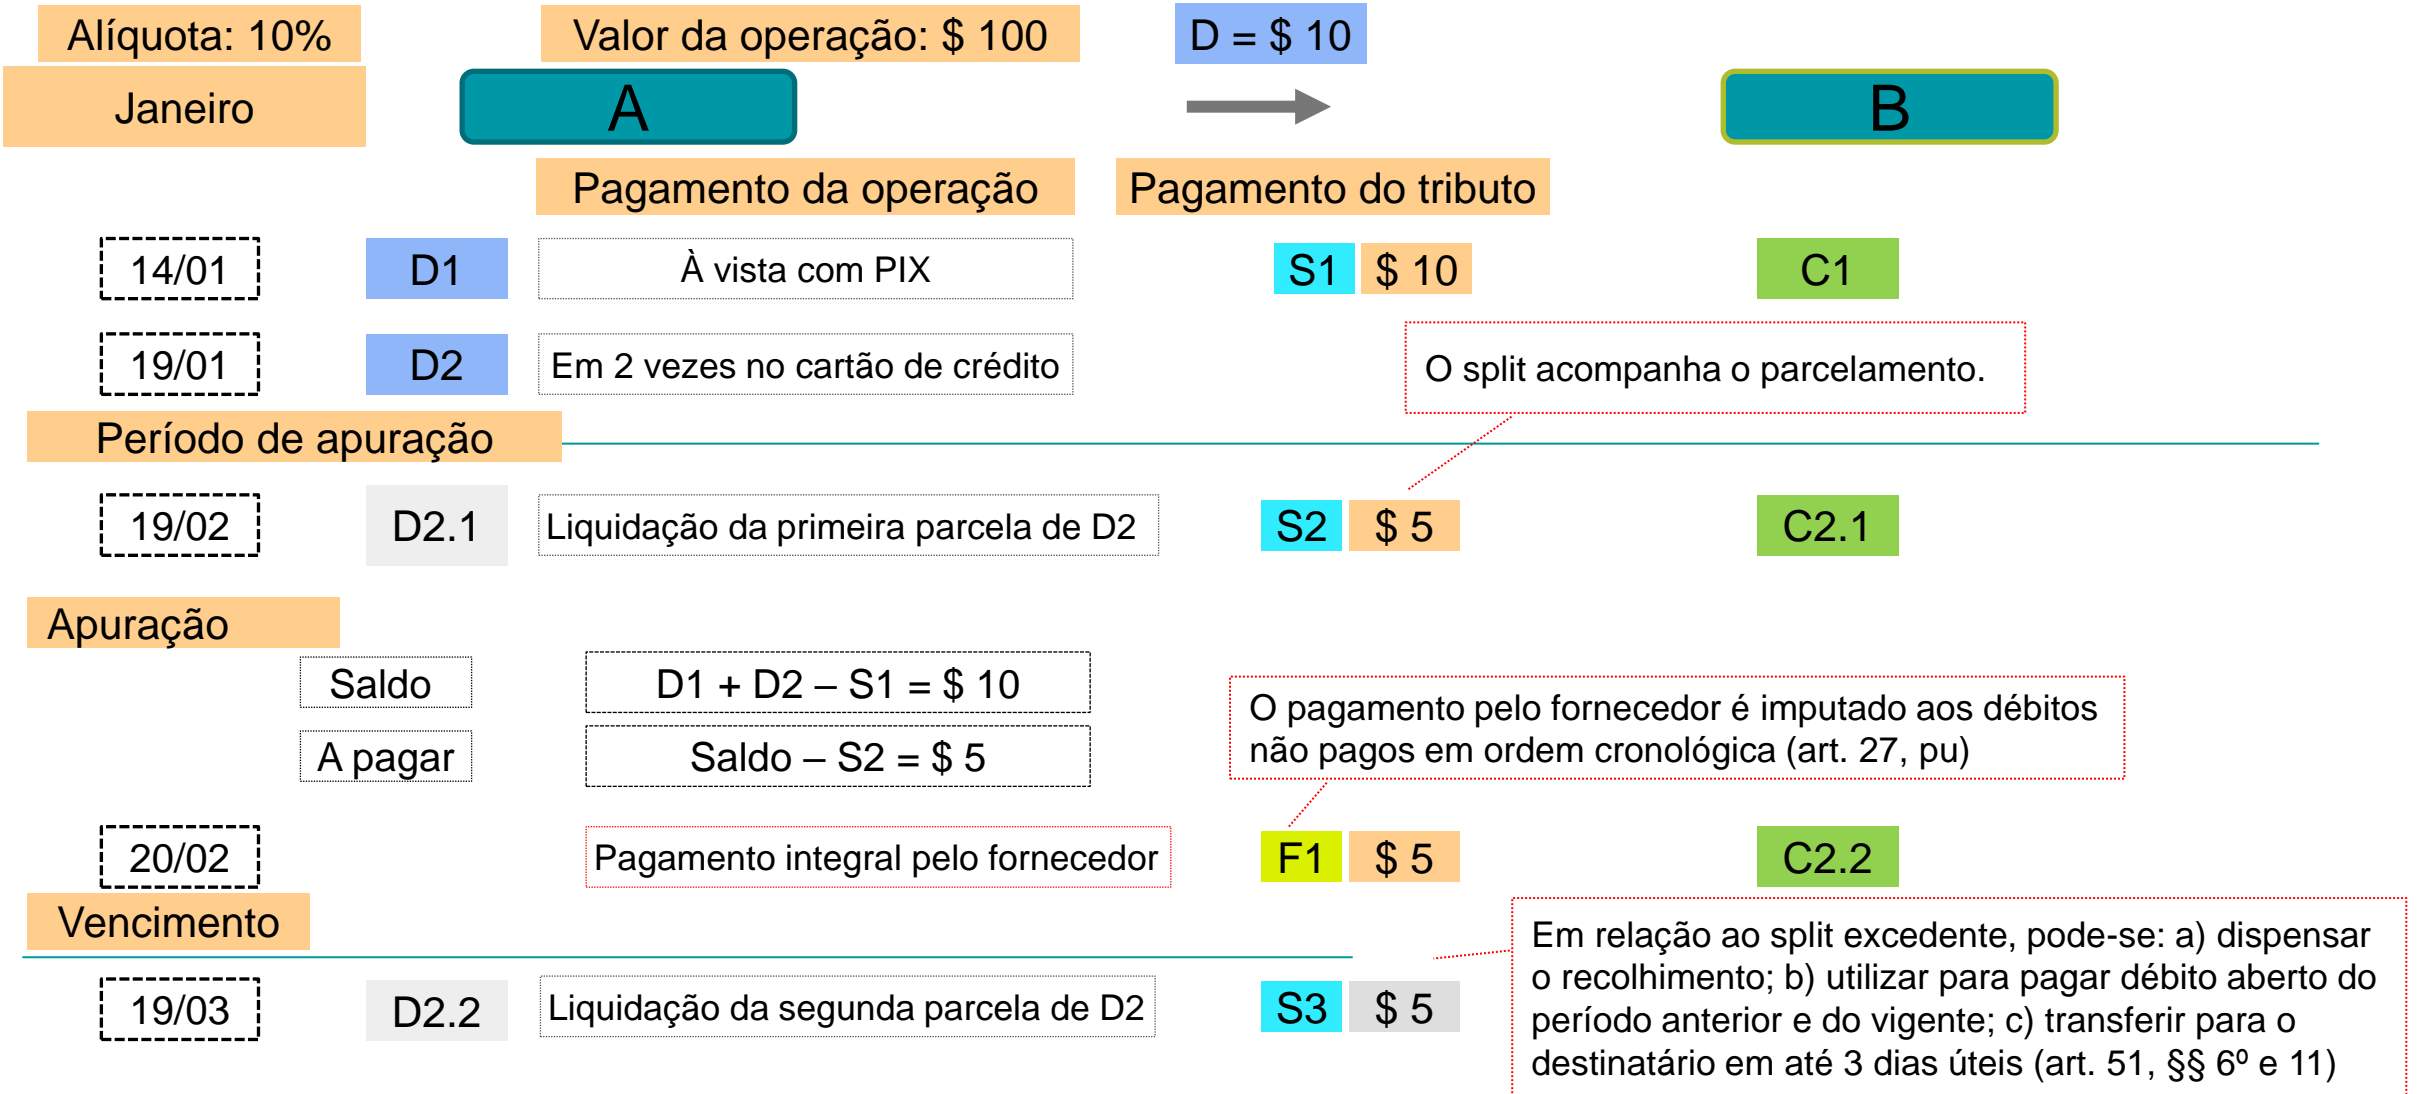 Alíquota: 10%
Valor da operação: $ 100
D = $ 10
Janeiro
A
B
Pagamento da operação
Pagamento do tributo
14/01
D1
À vista com PIX
S1
$ 10
C1
19/01
D2
Em 2 vezes no cartão de crédito
O split acompanha o parcelamento.
Período de apuração
19/02
D2.1
Liquidação da primeira parcela de D2
S2
$ 5
C2.1
Apuração
Saldo
D1 + D2 – S1 = $ 10
A pagar
Saldo – S2 = $ 5
O pagamento pelo fornecedor é imputado aos débitos
não pagos em ordem cronológica (art. 27, pu)
20/02
Pagamento integral pelo fornecedor
F1
$ 5
C2.2
Vencimento
19/03
D2.2
Liquidação da segunda parcela de D2
S3
$ 5
Em relação ao split excedente, pode-se: a) dispensar
o recolhimento; b) utilizar para pagar débito aberto do
período anterior e do vigente; c) transferir para o
destinatário em até 3 dias úteis (art. 51, §§ 6º e 11)